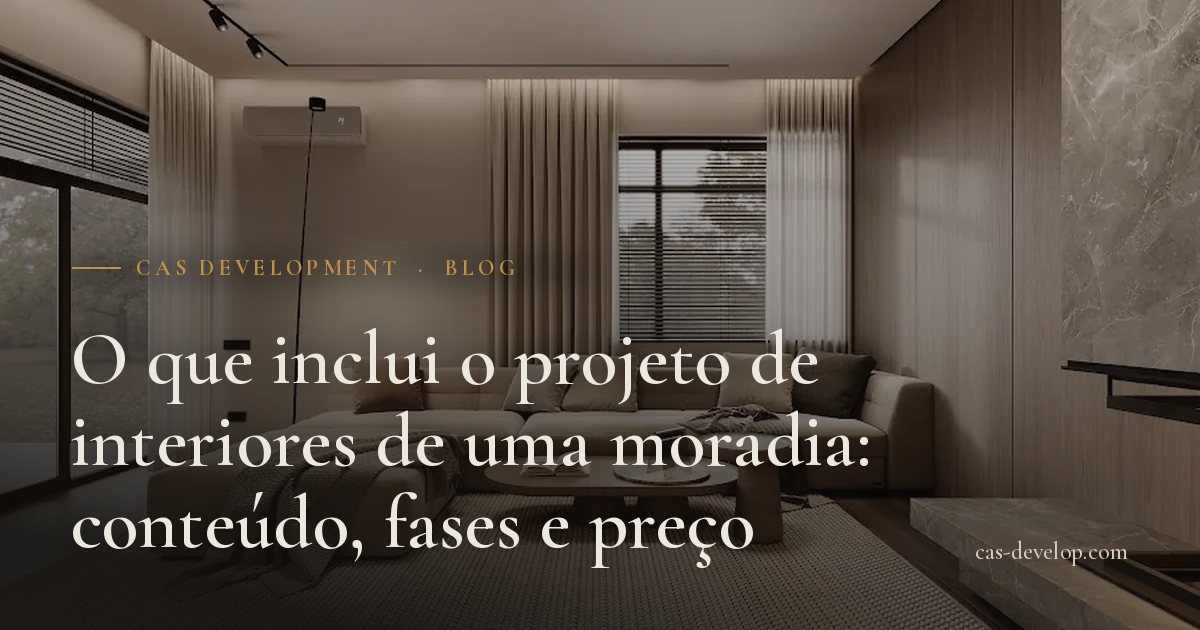 CAS DEVELOPMENT · BLOG
O que inclui o projeto de
interiores de uma moradia:
conteúdo, fases e preço
cas-develop.com